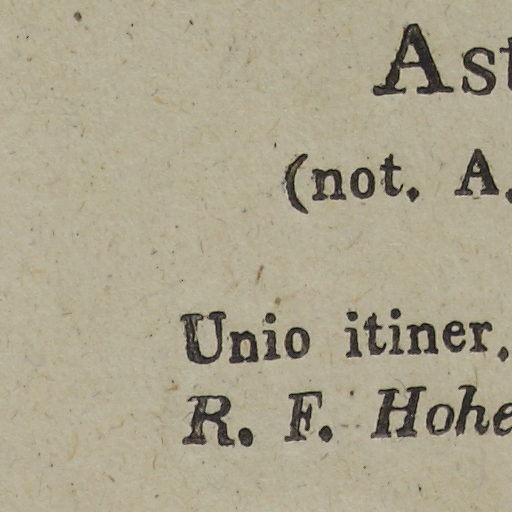 Ast
(not. A.
Unio itiner.
R. F. Hohe